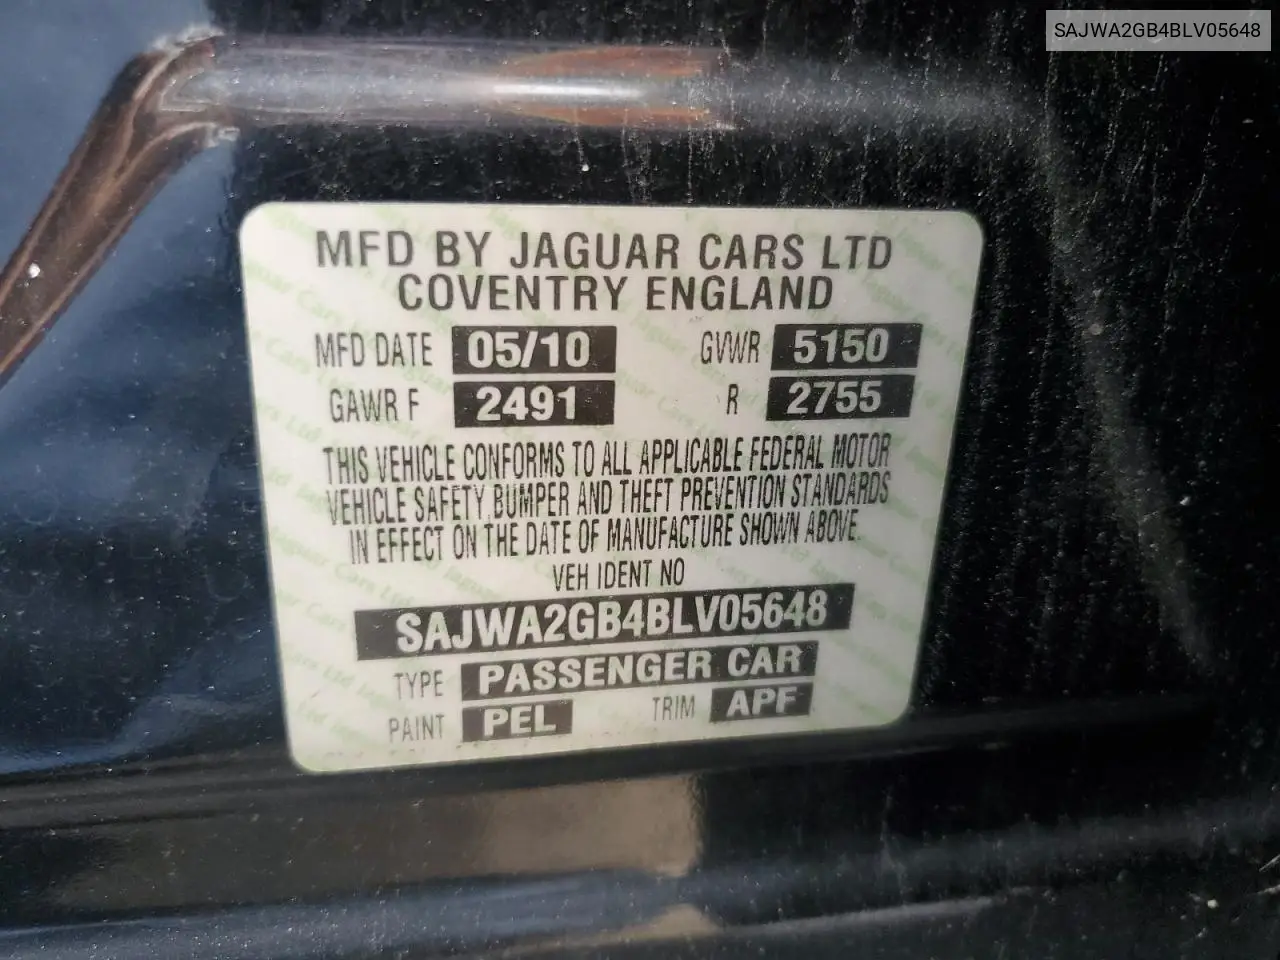 SAJWA2GB4BLV05648
MFD BY JAGUAR CARS LTD
COVENTRY ENGLAND
MFD DATE 05/10 GVWR 5150
GAWR F 2491 R 2755
THIS VEHICLE CONFORMS TO ALL APPLICABLE FEDERAL MOTOR
VEHICLE SAFETY, BUMPER AND THEFT PREVENTION STANDARDS
IN EFFECT ON THE DATE OF MANUFACTURE SHOWN ABOVE.
VEH IDENT NO
SAJWA2GB4BLV05648
TYPE PASSENGER CAR
PAINT PEL TRIM APF